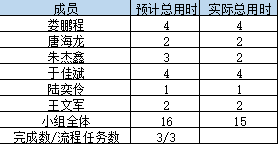 成员 预计总用时 实际总用时
娄鹏程 4 4
唐海龙 2 2
朱杰鑫 3 2
于佳斌 4 4
陆奕伶 1 1
王文军 2 2
小组全体 16 15
完成数/流程任务数 3/3